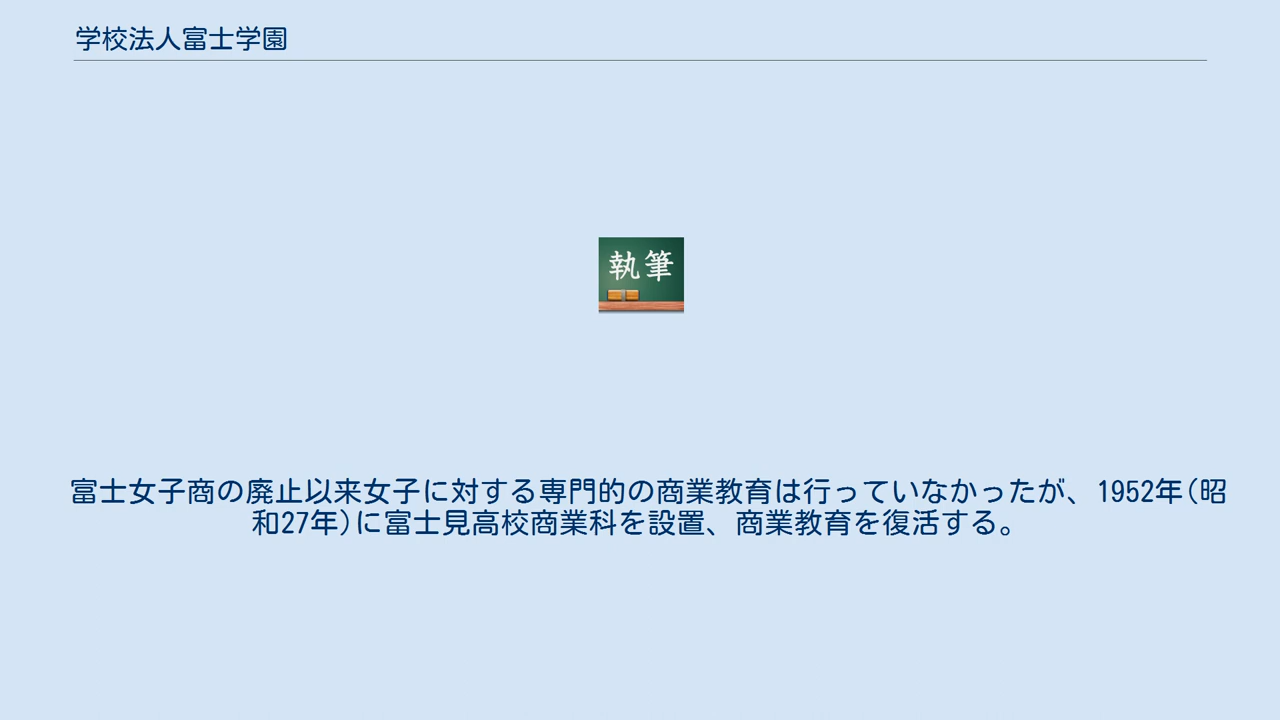 学校法人富士学園
執筆
富士女子商の廃止以来女子に対する専門的の商業教育は行っていなかったが、1952年(昭
和27年)に富士見高校商業科を設置、商業教育を復活する。